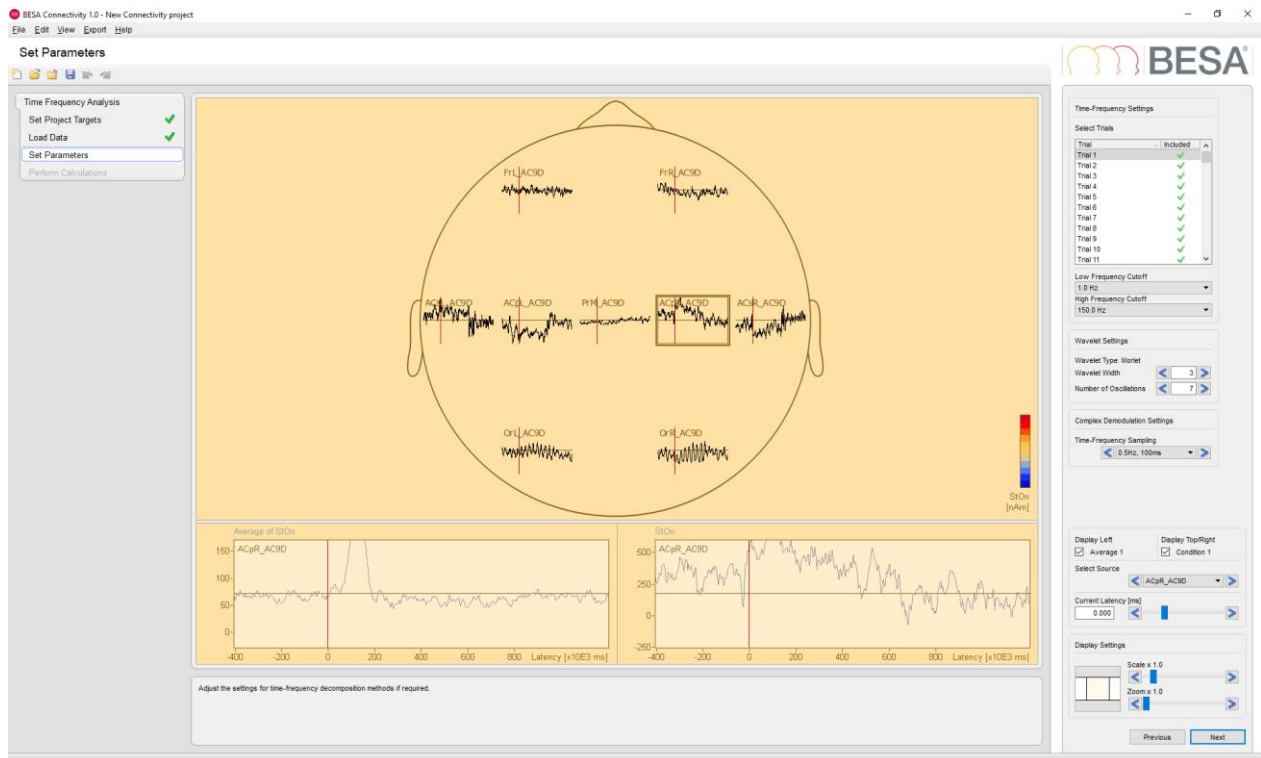 BESA Connectivity 1.0 - New Connectivity project
File Edit View Export Help
Set Parameters
BESA
Time Frequency Analysis
Set Project Targets
Load Data
Set Parameters
Perform Calculations
FrL_AC9D FrR_AC9D
ACpL_AC9D PrM_AC9D ACpR_AC9D ACsR_AC9D
OrL_AC9D OrR_AC9D
StOn
[nAm]
Average of StOn
ACpR_AC9D
150-
100-
50-
0-
-400 -200 0 200 400 600 800 Latency [x10E3 ms]
StOn
ACpR_AC9D
500-
250-
0-
-250-
-400 -200 0 200 400 600 800 Latency [x10E3 ms]
Adjust the settings for time-frequency decomposition methods if required.
Time-Frequency Settings
Select Trials
Trial Included
Trial 1
Trial 2
Trial 3
Trial 4
Trial 5
Trial 6
Trial 7
Trial 8
Trial 9
Trial 10
Trial 11
Low Frequency Cutoff
1.0 Hz
High Frequency Cutoff
150.0 Hz
Wavelet Settings
Wavelet Type: Morlet
Wavelet Width 3
Number of Oscillations 7
Complex Demodulation Settings
Time-Frequency Sampling
0.5Hz, 100ms
Display Left Display Top/Right
Average 1 Condition 1
Select Source
ACpR_AC9D
Current Latency [ms]
0.000
Display Settings
Scale x 1.0
Zoom x 1.0
Previous Next